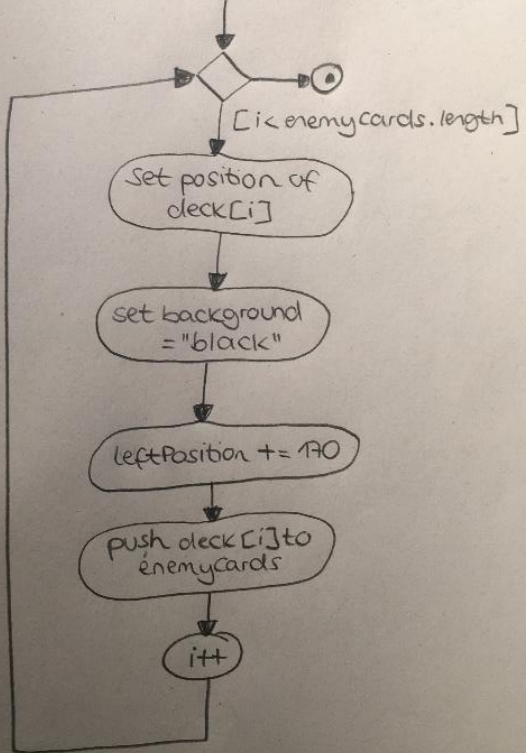 [i< enemycards.length]
set position of
deck[i]
set background
="black"
leftPosition += 170
push deck[i] to
enemycards
i++